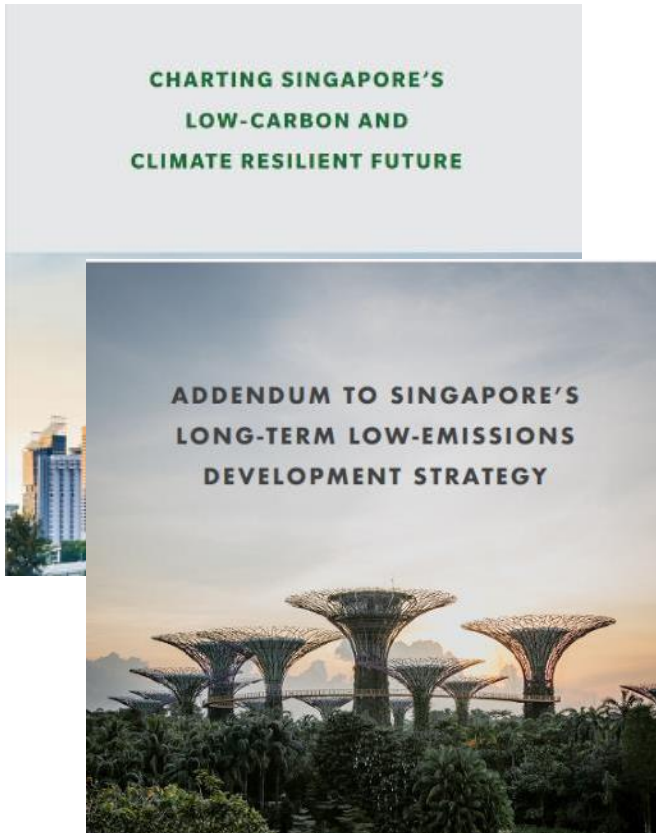 CHARTING SINGAPORE'S
LOW-CARBON AND
CLIMATE RESILIENT FUTURE
ADDENDUM TO SINGAPORE'S
LONG-TERM LOW-EMISSIONS
DEVELOPMENT STRATEGY